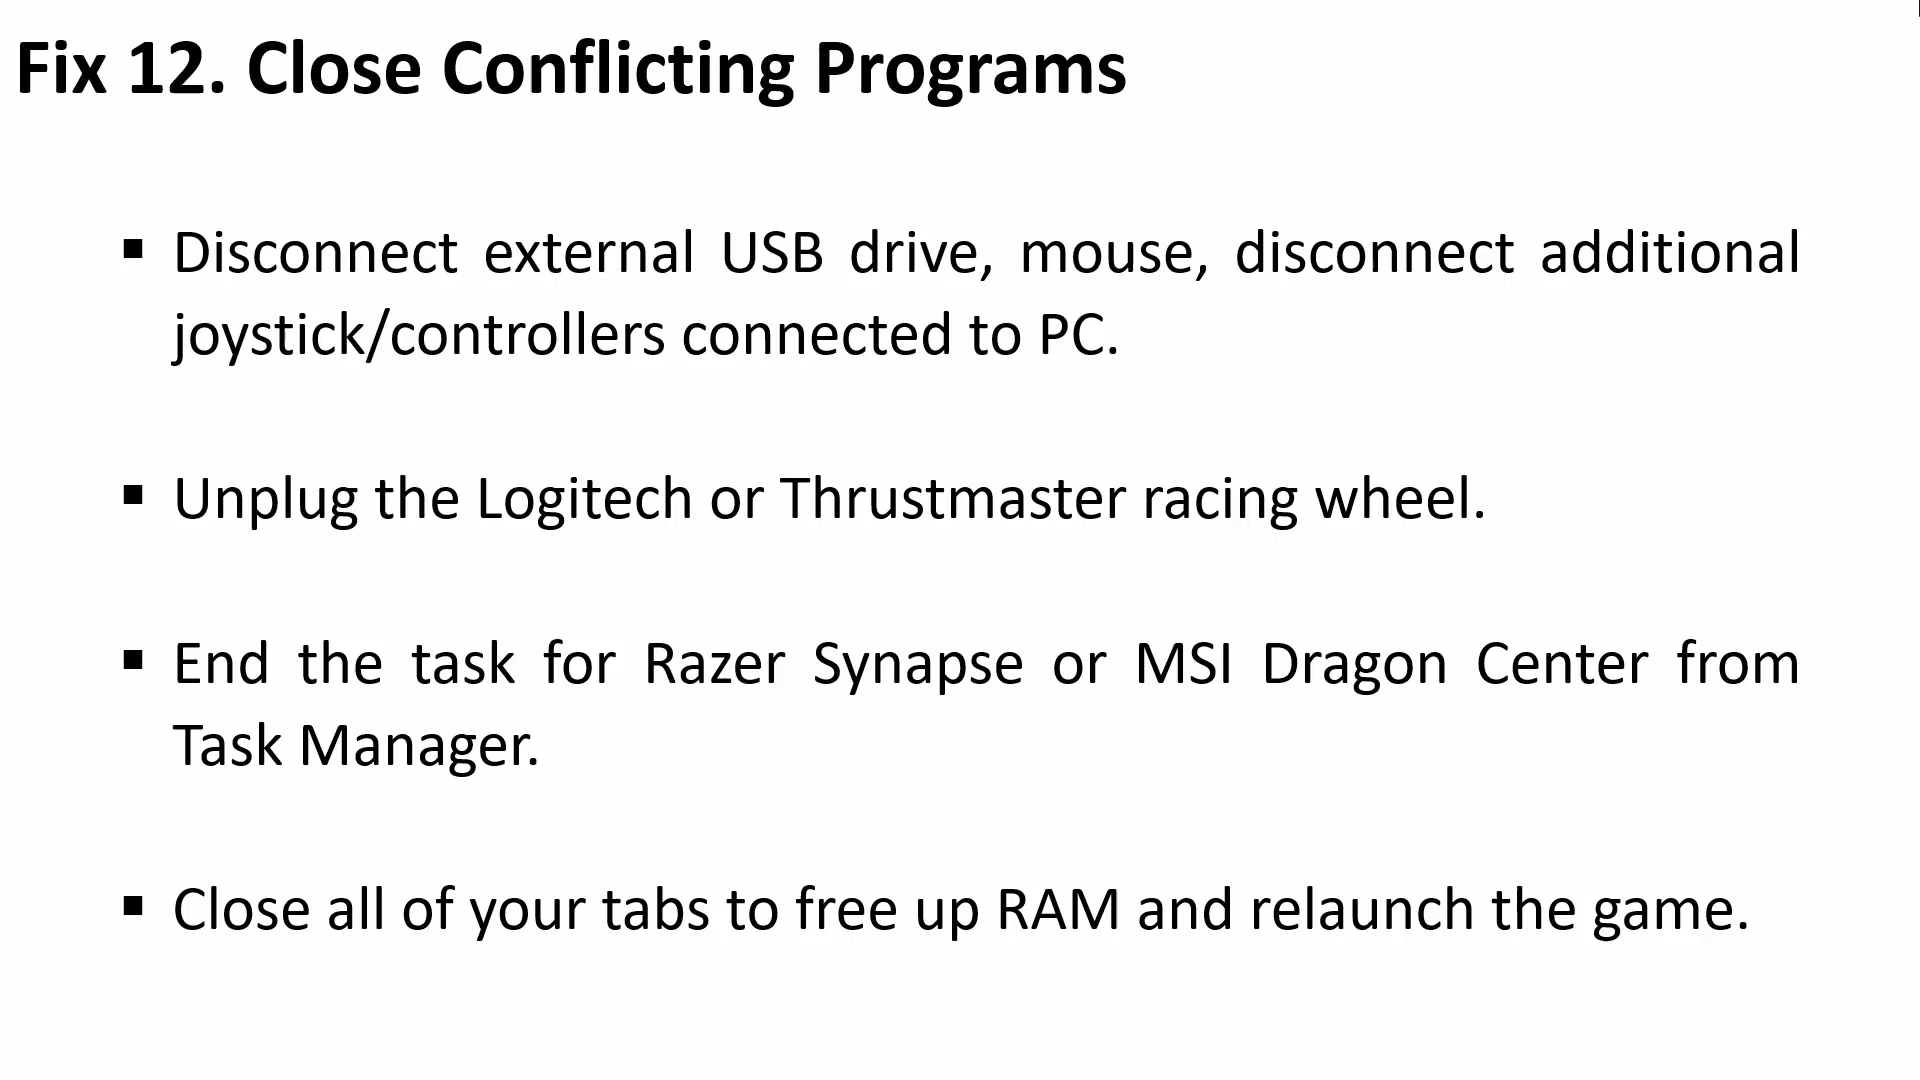 Fix 12. Close Conflicting Programs
▪ Disconnect external USB drive, mouse, disconnect additional
joystick/controllers connected to PC.
▪ Unplug the Logitech or Thrustmaster racing wheel.
▪ End the task for Razer Synapse or MSI Dragon Center from
Task Manager.
▪ Close all of your tabs to free up RAM and relaunch the game.